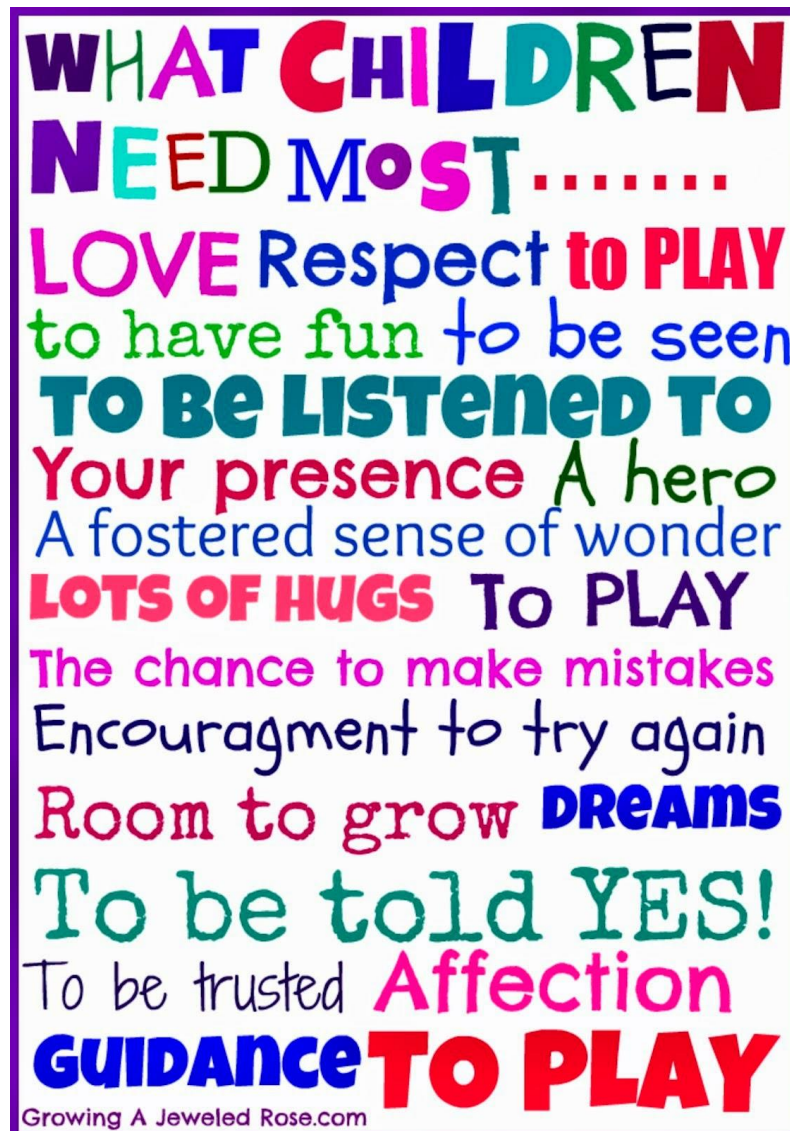 WHAT CHILDREN
NEED MOST.......
LOVE Respect to PLAY
to have fun to be seen
TO BE LISTENED TO
Your presence A hero
A fostered sense of wonder
LOTS OF HUGS To PLAY
The chance to make mistakes
Encouragment to try again
Room to grow DREAMS
To be told YES!
To be trusted Affection
GUIDANCE TO PLAY
Growing A Jeweled Rose.com